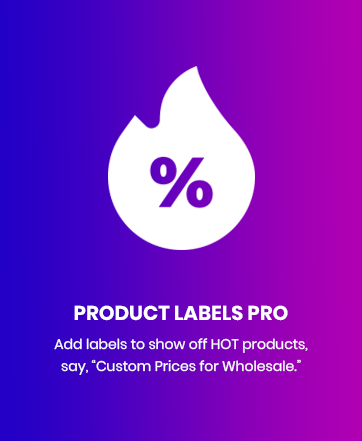 %
PRODUCT LABELS PRO
Add labels to show off HOT products,
say, “Custom Prices for Wholesale.”